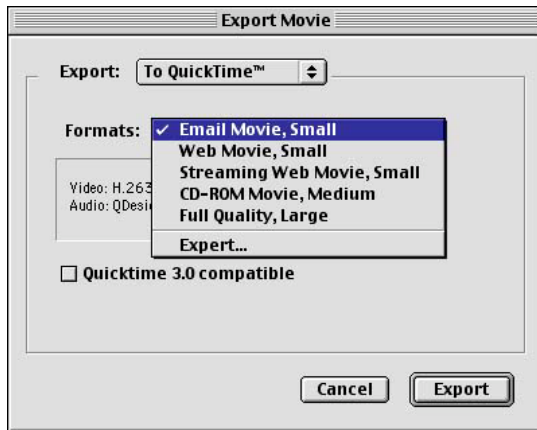 Export Movie
Export: To QuickTime™
Formats: ✓ Email Movie, Small
Web Movie, Small
Streaming Web Movie, Small
CD-ROM Movie, Medium
Full Quality, Large
Expert...
Video: H.263
Audio:
Quicktime 3.0 compatible
Cancel Export